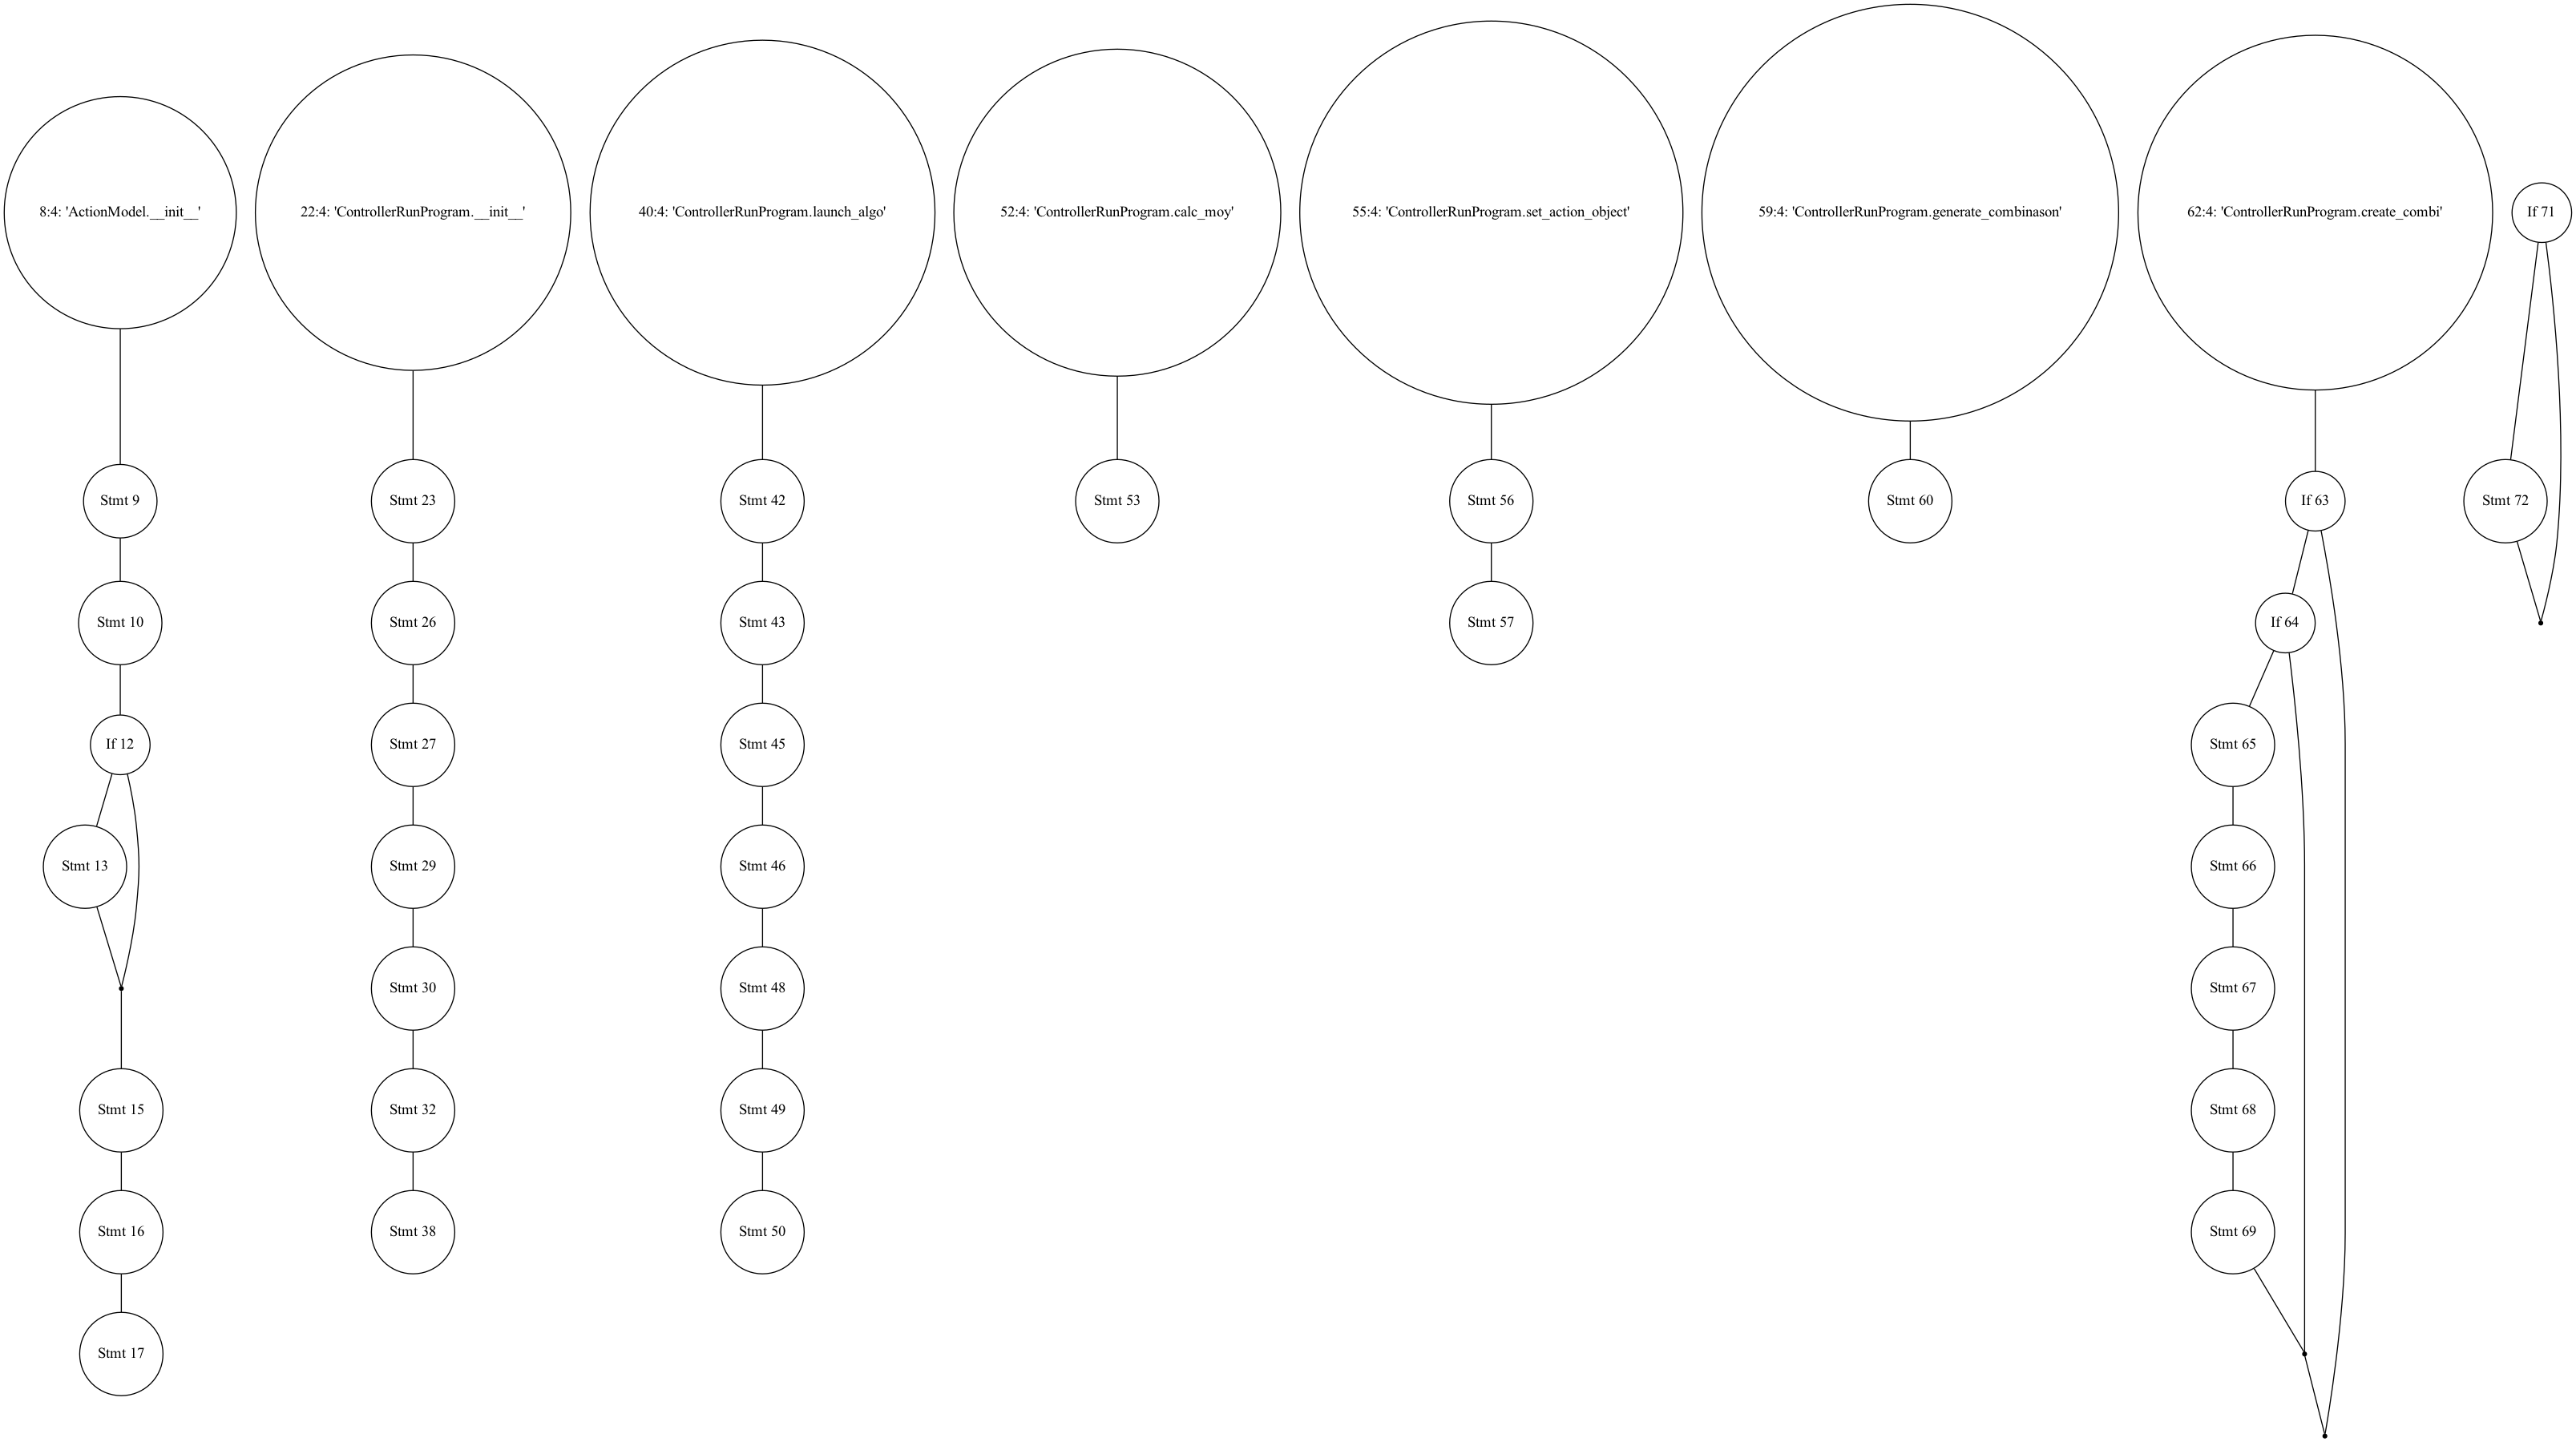 8:4: 'ActionModel.__init__'
Stmt 9
Stmt 10
If 12
Stmt 13
Stmt 15
Stmt 16
Stmt 17
22:4: 'ControllerRunProgram.__init__'
Stmt 23
Stmt 26
Stmt 27
Stmt 29
Stmt 30
Stmt 32
Stmt 38
40:4: 'ControllerRunProgram.launch_algo'
Stmt 42
Stmt 43
Stmt 45
Stmt 46
Stmt 48
Stmt 49
Stmt 50
52:4: 'ControllerRunProgram.calc_moy'
Stmt 53
55:4: 'ControllerRunProgram.set_action_object'
Stmt 56
Stmt 57
59:4: 'ControllerRunProgram.generate_combinason'
Stmt 60
62:4: 'ControllerRunProgram.create_combi'
If 63
If 64
Stmt 65
Stmt 66
Stmt 67
Stmt 68
Stmt 69
If 71
Stmt 72